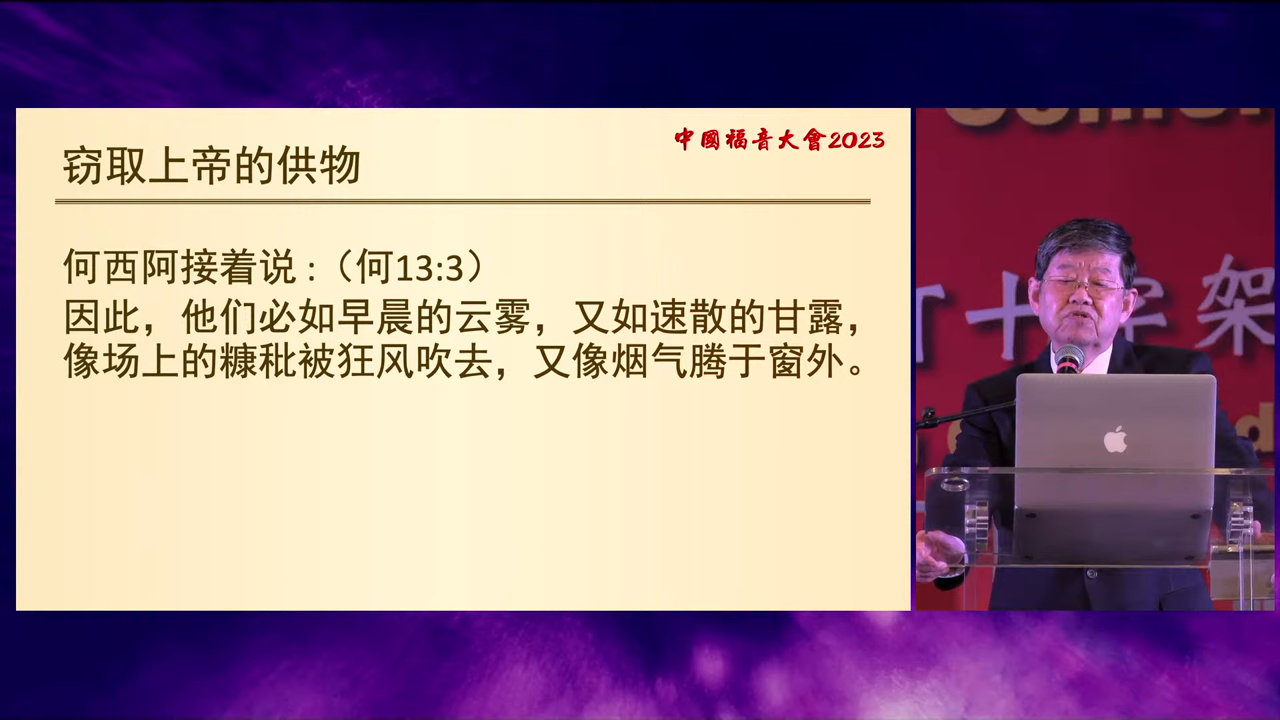 中國福音大會2023
窃取上帝的供物
何西阿接着说：（何13:3）
因此，他们必如早晨的云雾，又如速散的甘露，
像场上的糠秕被狂风吹去，又像烟气腾于窗外。
十字架